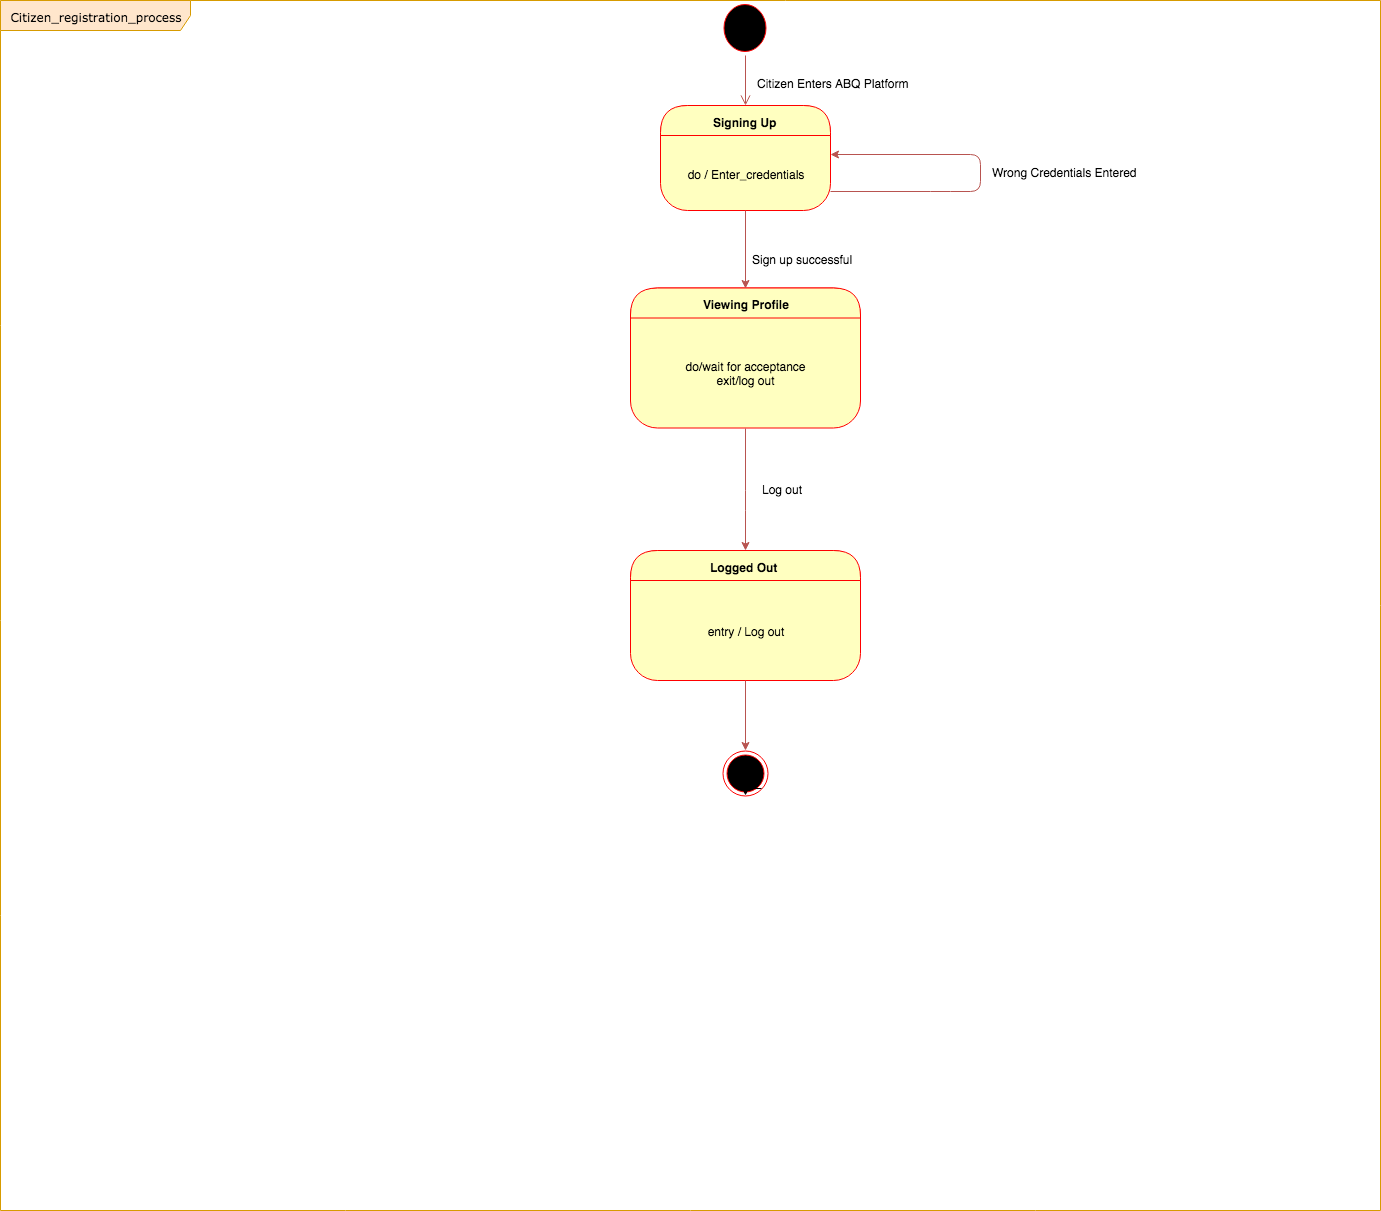 Citizen_registration_process
Citizen Enters ABQ Platform
Signing Up
do / Enter_credentials
Wrong Credentials Entered
Sign up successful
Viewing Profile
do/wait for acceptance
exit/log out
Log out
Logged Out
entry / Log out